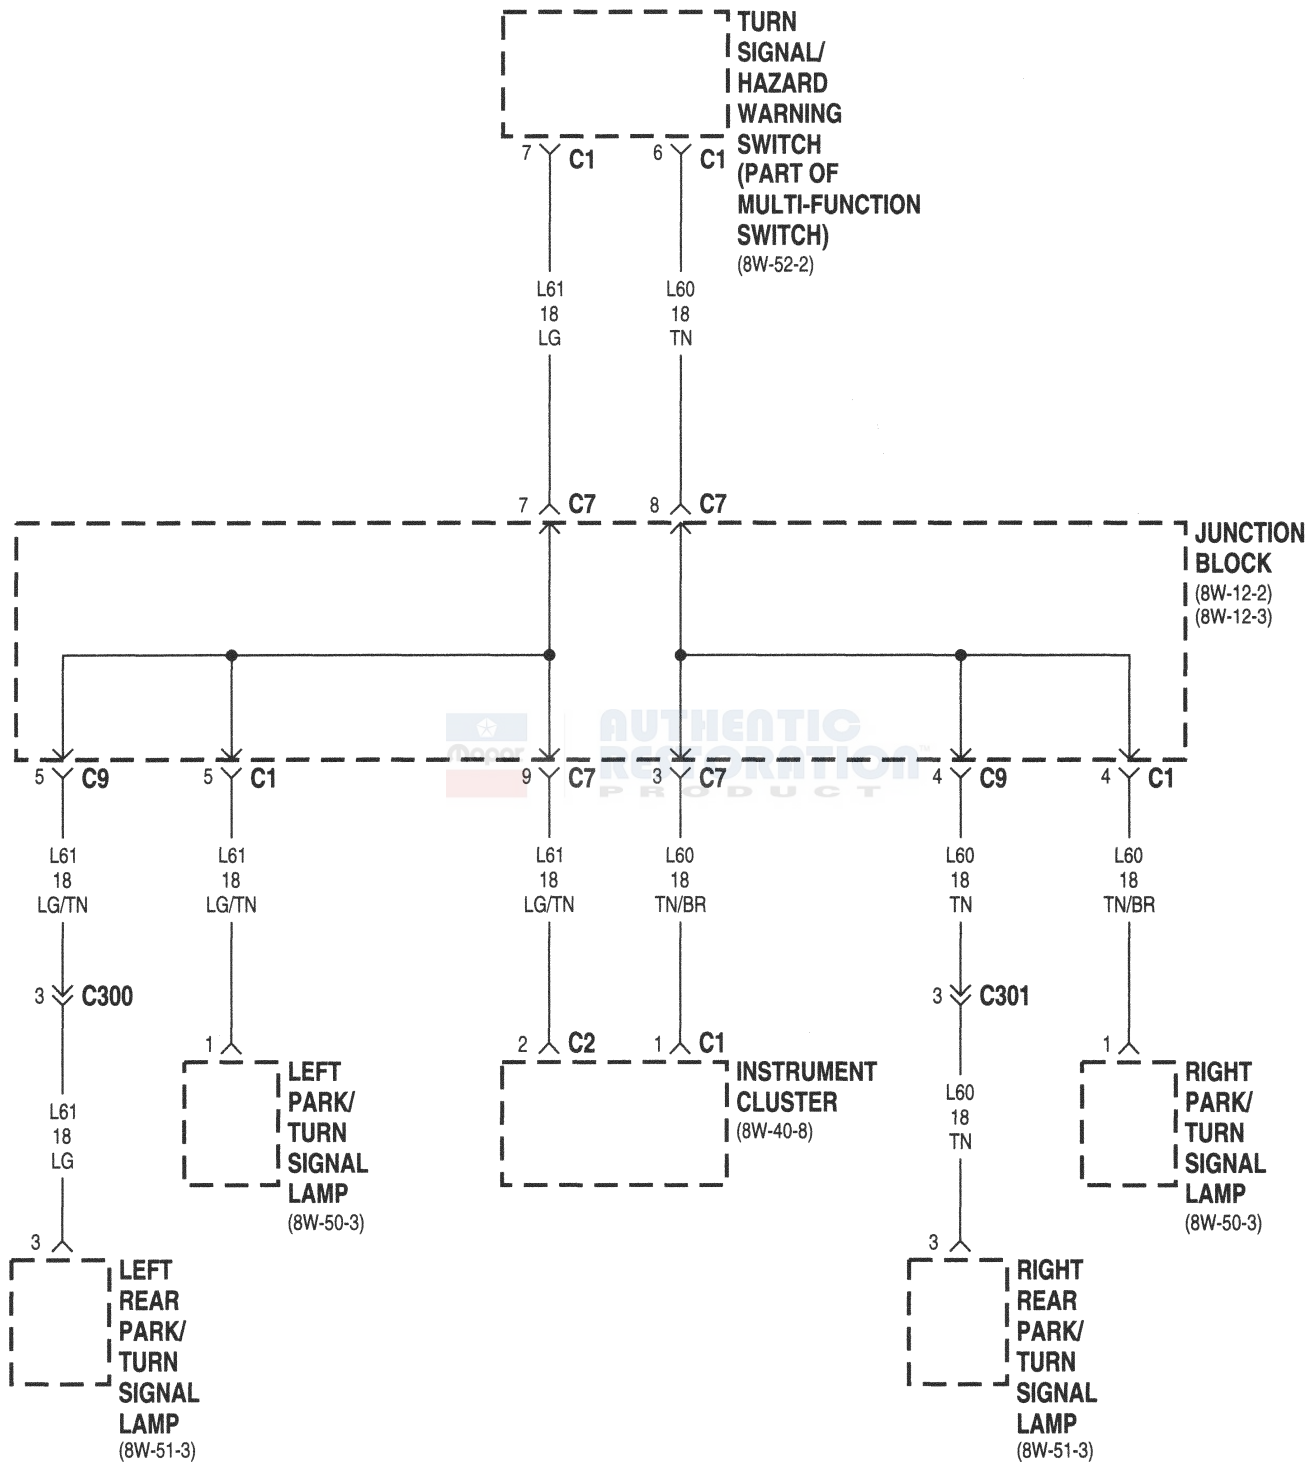 TURN
SIGNAL/
HAZARD
WARNING
SWITCH
(PART OF
MULTI-FUNCTION
SWITCH)
(8W-52-2)
7 C1 6 C1
L61 L60
18 18
LG TN
7 C7 8 C7
JUNCTION
BLOCK
(8W-12-2)
(8W-12-3)
Mopar
AUTHENTIC
RESTORATION™
PRODUCT
5 C9 5 C1 9 C7 3 C7 4 C9 4 C1
L61 L61 L61 L60 L60 L60
18 18 18 18 18 18
LG/TN LG/TN LG/TN TN/BR TN TN/BR
3 C300 3 C301
1 2 C2 1 C1 1
LEFT
PARK/
TURN
SIGNAL
LAMP
(8W-50-3)
INSTRUMENT
CLUSTER
(8W-40-8)
RIGHT
PARK/
TURN
SIGNAL
LAMP
(8W-50-3)
L61 L60
18 18
LG TN
3 3
LEFT
REAR
PARK/
TURN
SIGNAL
LAMP
(8W-51-3)
RIGHT
REAR
PARK/
TURN
SIGNAL
LAMP
(8W-51-3)